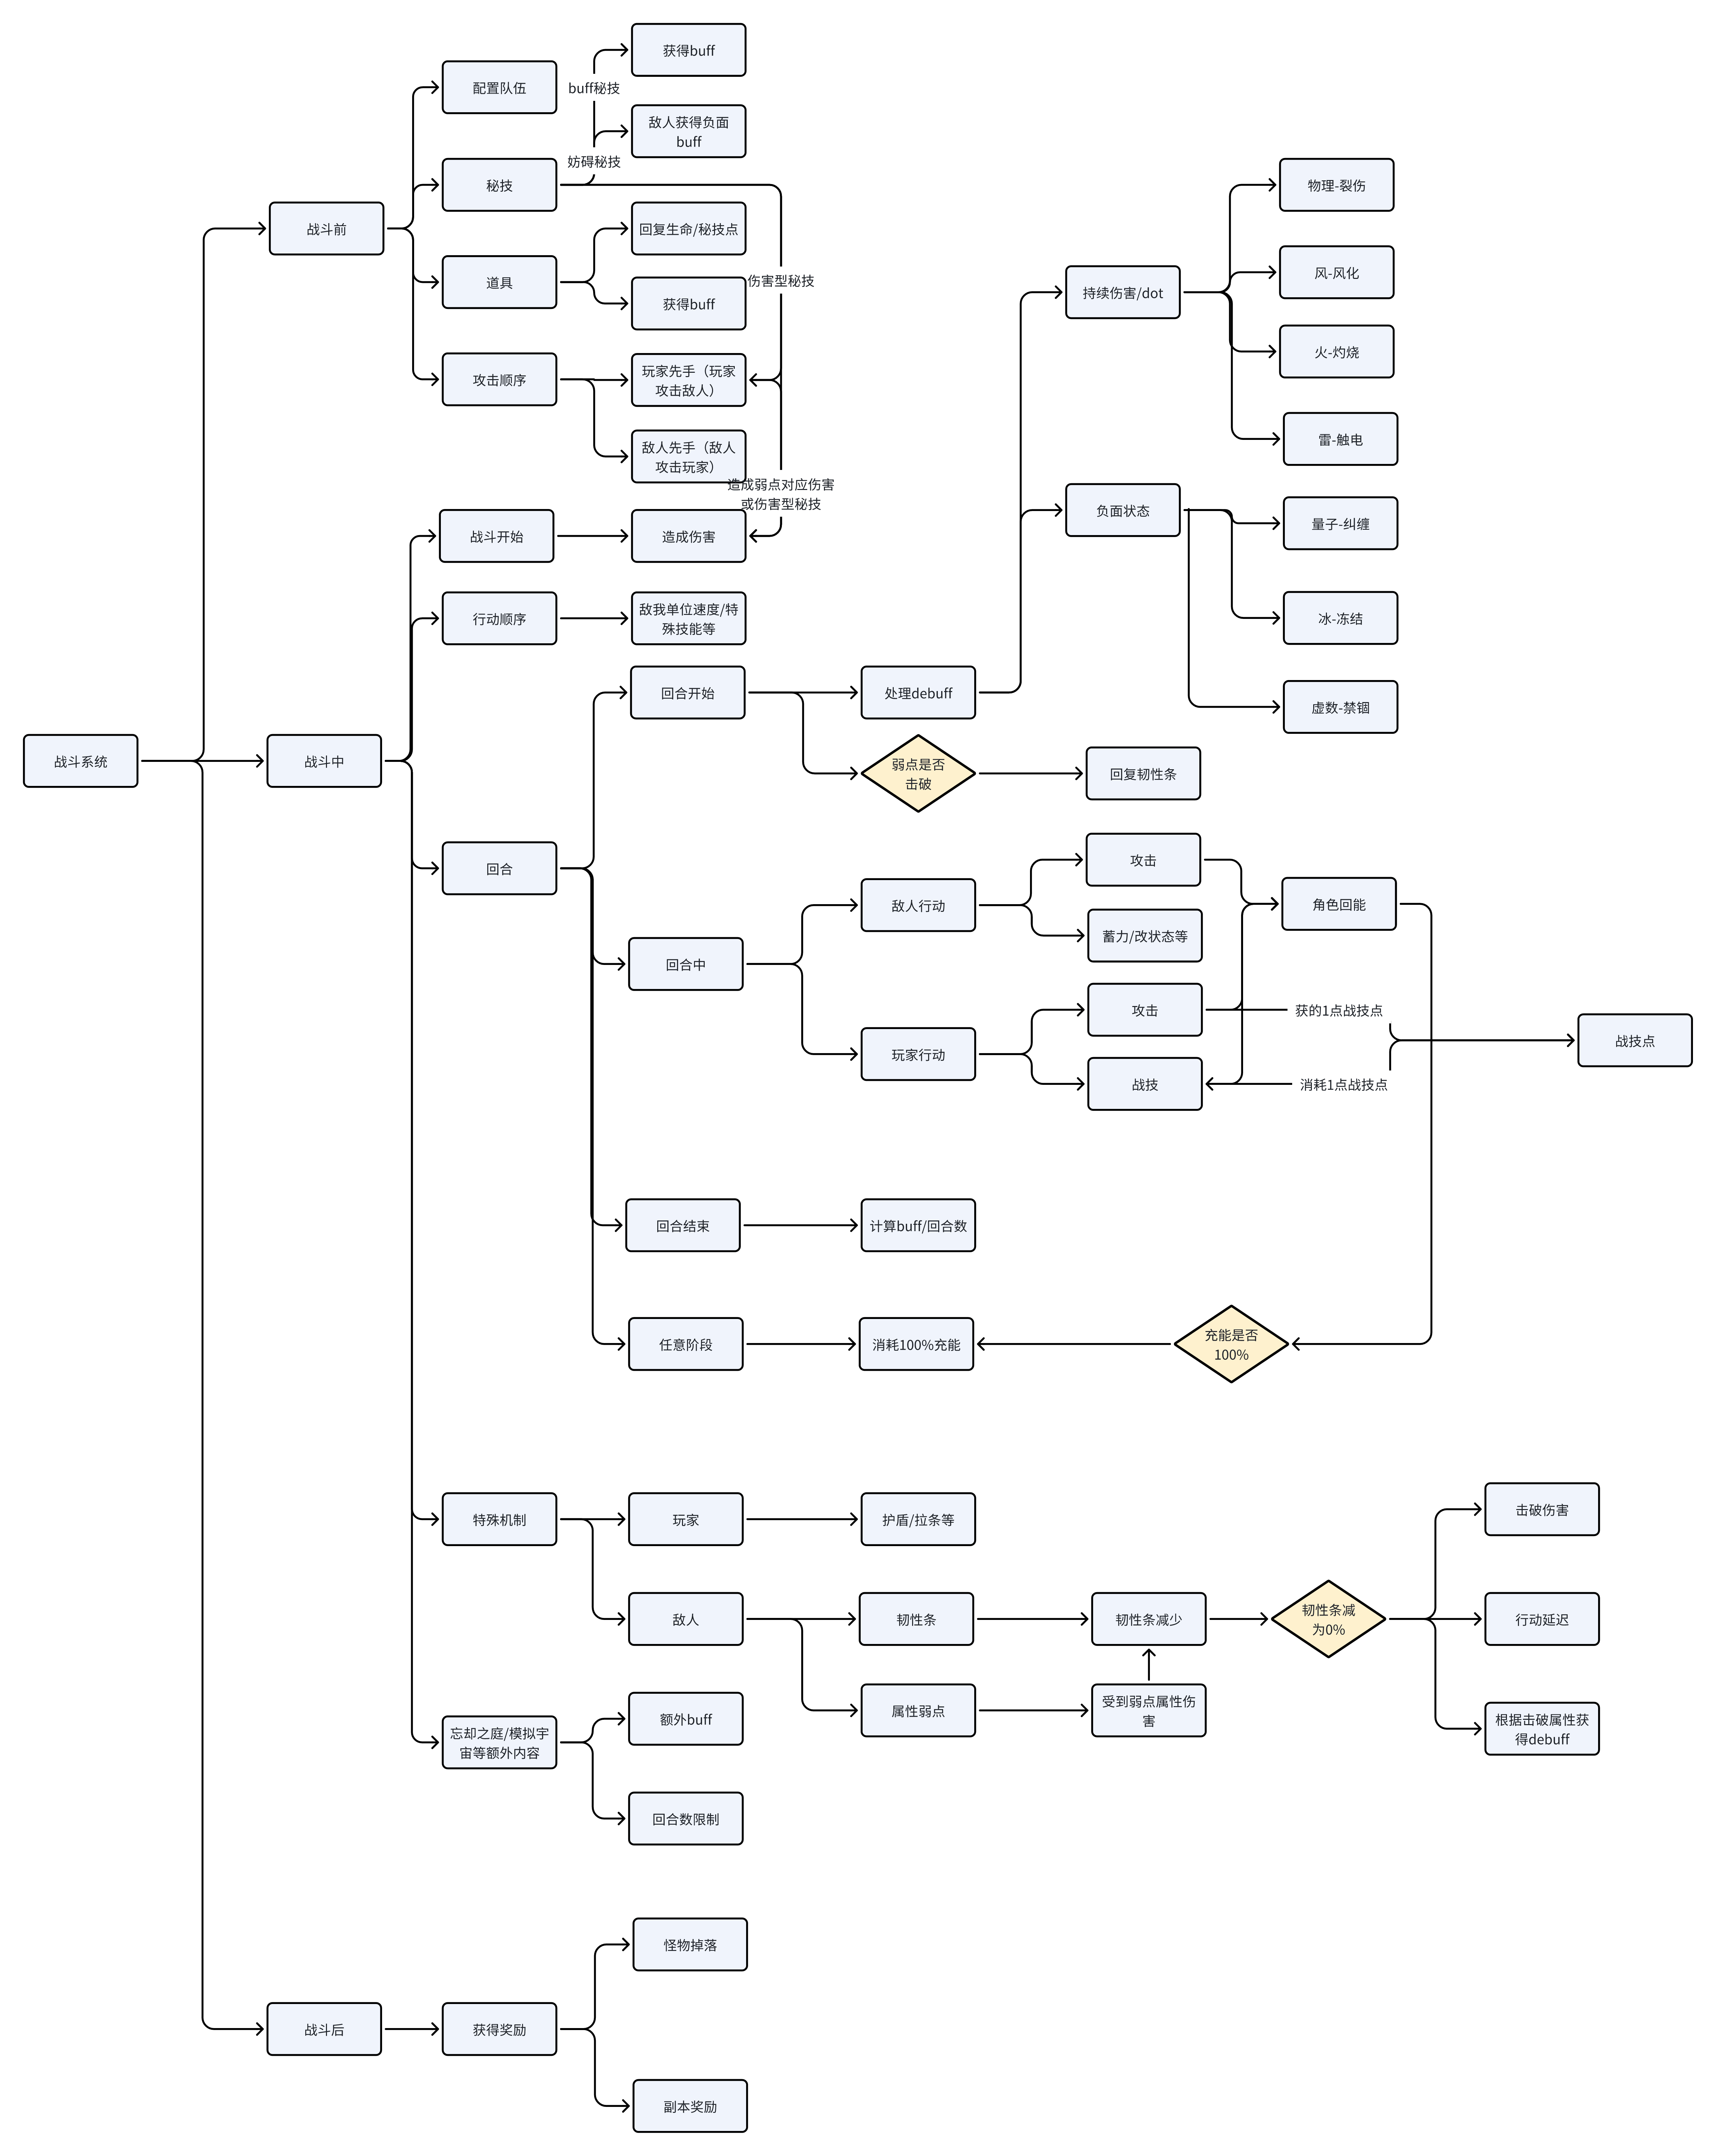 获得buff
配置队伍
buff秘技
敌人获得负面
buff
妨碍秘技
秘技
物理-裂伤
战斗前
回复生命/秘技点
风-风化
道具
伤害型秘技
持续伤害/dot
获得buff
火-灼烧
攻击顺序
玩家先手（玩家
攻击敌人）
雷-触电
敌人先手（敌人
攻击玩家）
造成弱点对应伤害
或伤害型秘技
负面状态
量子-纠缠
战斗开始
造成伤害
行动顺序
敌我单位速度/特
殊技能等
冰-冻结
回合开始
处理debuff
虚数-禁锢
战斗系统
战斗中
弱点是否
击破
回复韧性条
回合
攻击
敌人行动
角色回能
蓄力/改状态等
回合中
攻击
获的1点战技点
战技点
玩家行动
战技
消耗1点战技点
回合结束
计算buff/回合数
任意阶段
消耗100%充能
充能是否
100%
特殊机制
玩家
护盾/拉条等
击破伤害
敌人
韧性条
韧性条减少
韧性条减
为0%
行动延迟
额外buff
属性弱点
受到弱点属性伤
害
根据击破属性获
得debuff
忘却之庭/模拟宇
宙等额外内容
回合数限制
怪物掉落
战斗后
获得奖励
副本奖励